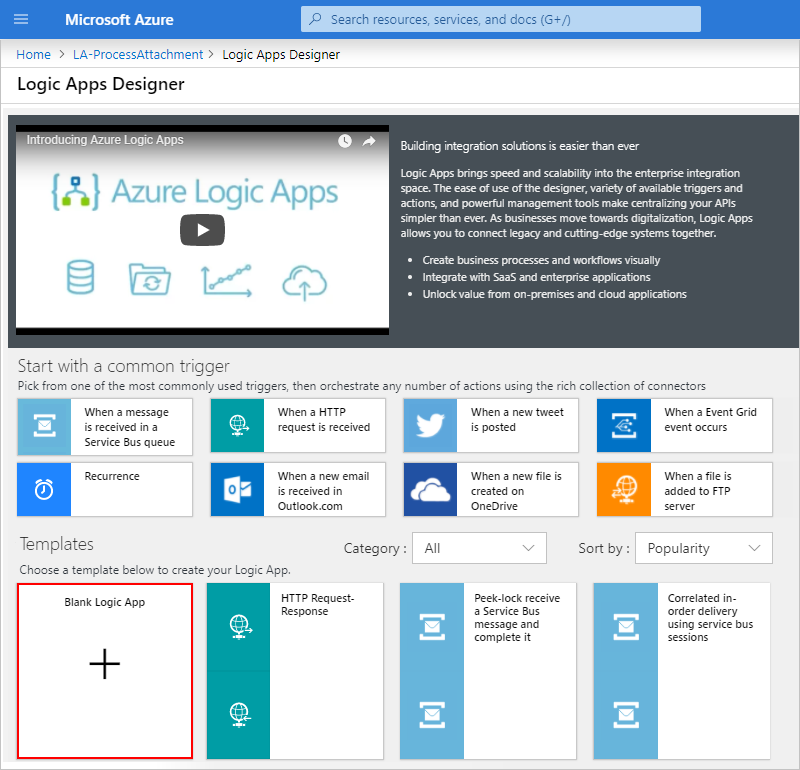 Microsoft Azure
Search resources, services, and docs (G+/)
Home > LA-ProcessAttachment > Logic Apps Designer
Logic Apps Designer
Introducing Azure Logic Apps
Azure Logic Apps
Building integration solutions is easier than ever
Logic Apps brings speed and scalability into the enterprise integration
space. The ease of use of the designer, variety of available triggers and
actions, and powerful management tools make centralizing your APIs
simpler than ever. As businesses move towards digitalization, Logic Apps
allows you to connect legacy and cutting-edge systems together.
• Create business processes and workflows visually
• Integrate with SaaS and enterprise applications
• Unlock value from on-premises and cloud applications
Start with a common trigger
Pick from one of the most commonly used triggers, then orchestrate any number of actions using the rich collection of connectors
When a message
is received in a
Service Bus queue
When a HTTP
request is received
When a new tweet
is posted
When a Event Grid
event occurs
Recurrence
When a new email
is received in
Outlook.com
When a new file is
created on
OneDrive
When a file is
added to FTP
server
Templates
Category :
All
Sort by :
Popularity
Choose a template below to create your Logic App.
Blank Logic App
HTTP Request-
Response
Peek-lock receive
a Service Bus
message and
complete it
Correlated in-
order delivery
using service bus
sessions